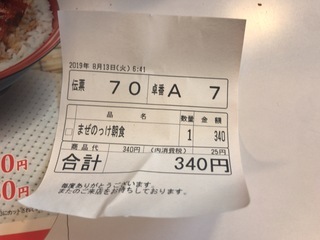 2019年 8月13日(火) 6:41
伝票 70 卓番 A 7
品名 数量 金額
まぜのっけ朝食 1 340
商品代 340円 (内消費税) 25円
合計 340円
毎度ありがとうございます。
またのご来店をお待ちしております。
0円
0円